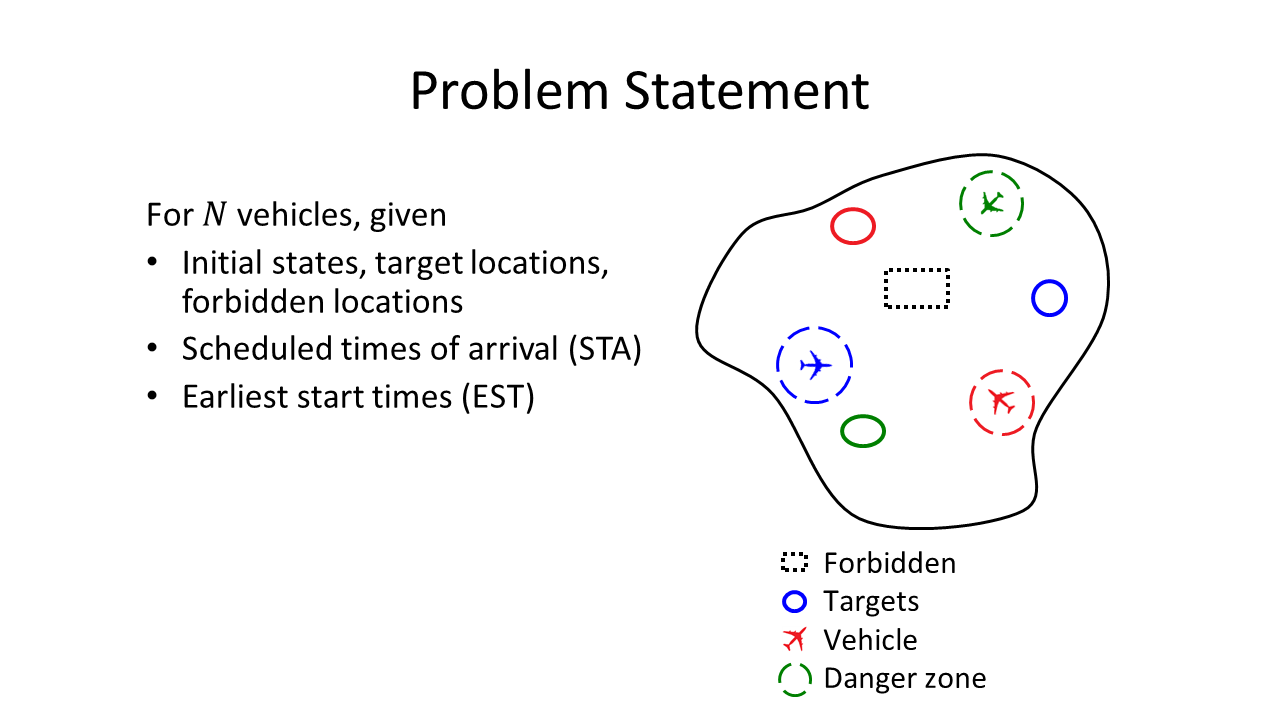 Problem Statement
For N vehicles, given
• Initial states, target locations,
forbidden locations
• Scheduled times of arrival (STA)
• Earliest start times (EST)
Forbidden
Targets
Vehicle
Danger zone